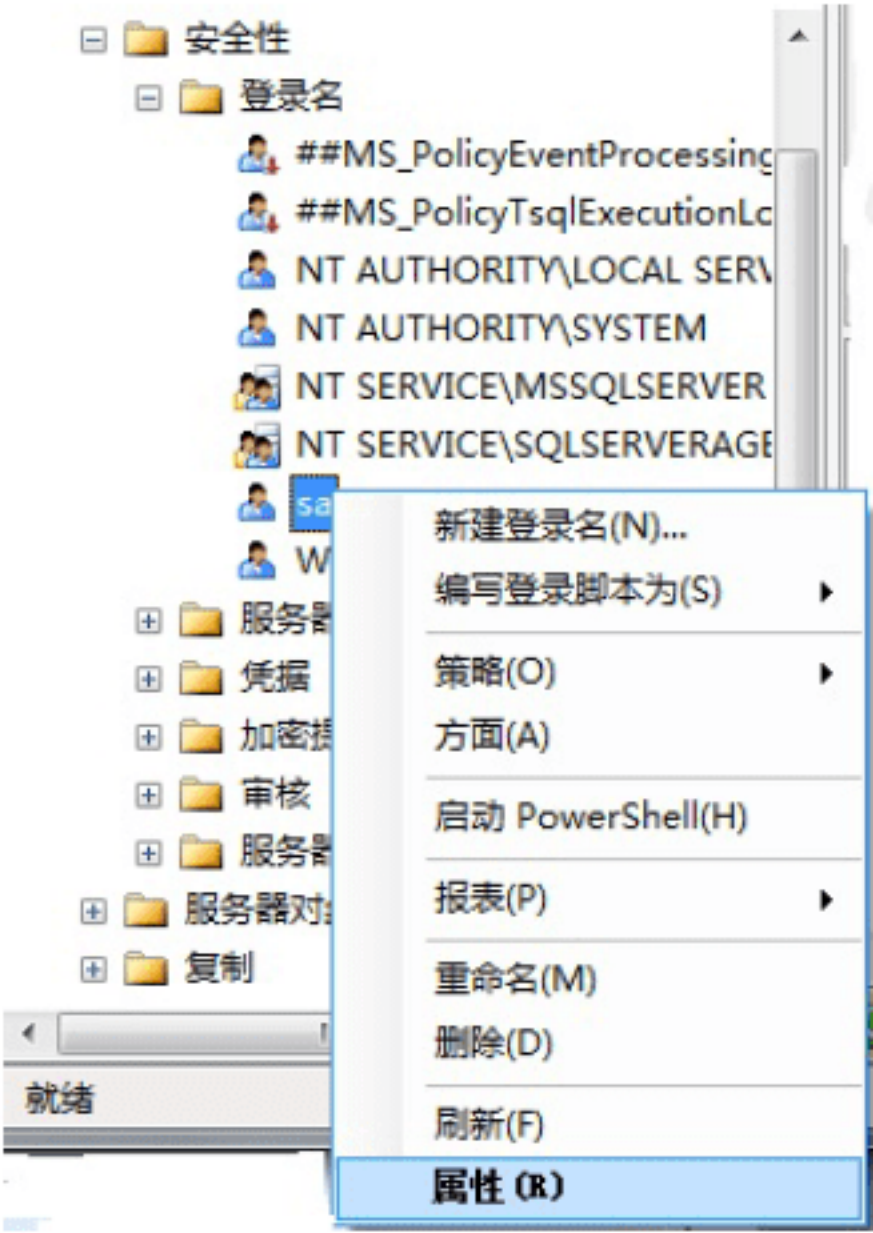 安全性
登录名
##MS_PolicyEventProcessing
##MS_PolicyTsqlExecutionLo
NT AUTHORITY\LOCAL SERV
NT AUTHORITY\SYSTEM
NT SERVICE\MSSQLSERVER
NT SERVICE\SQLSERVERAGE
sa
W
服务器
凭据
加密提
审核
服务器
服务器对象
复制
就绪
新建登录名(N)...
编写登录脚本为(S)
策略(O)
方面(A)
启动 PowerShell(H)
报表(P)
重命名(M)
删除(D)
刷新(F)
属性(R)